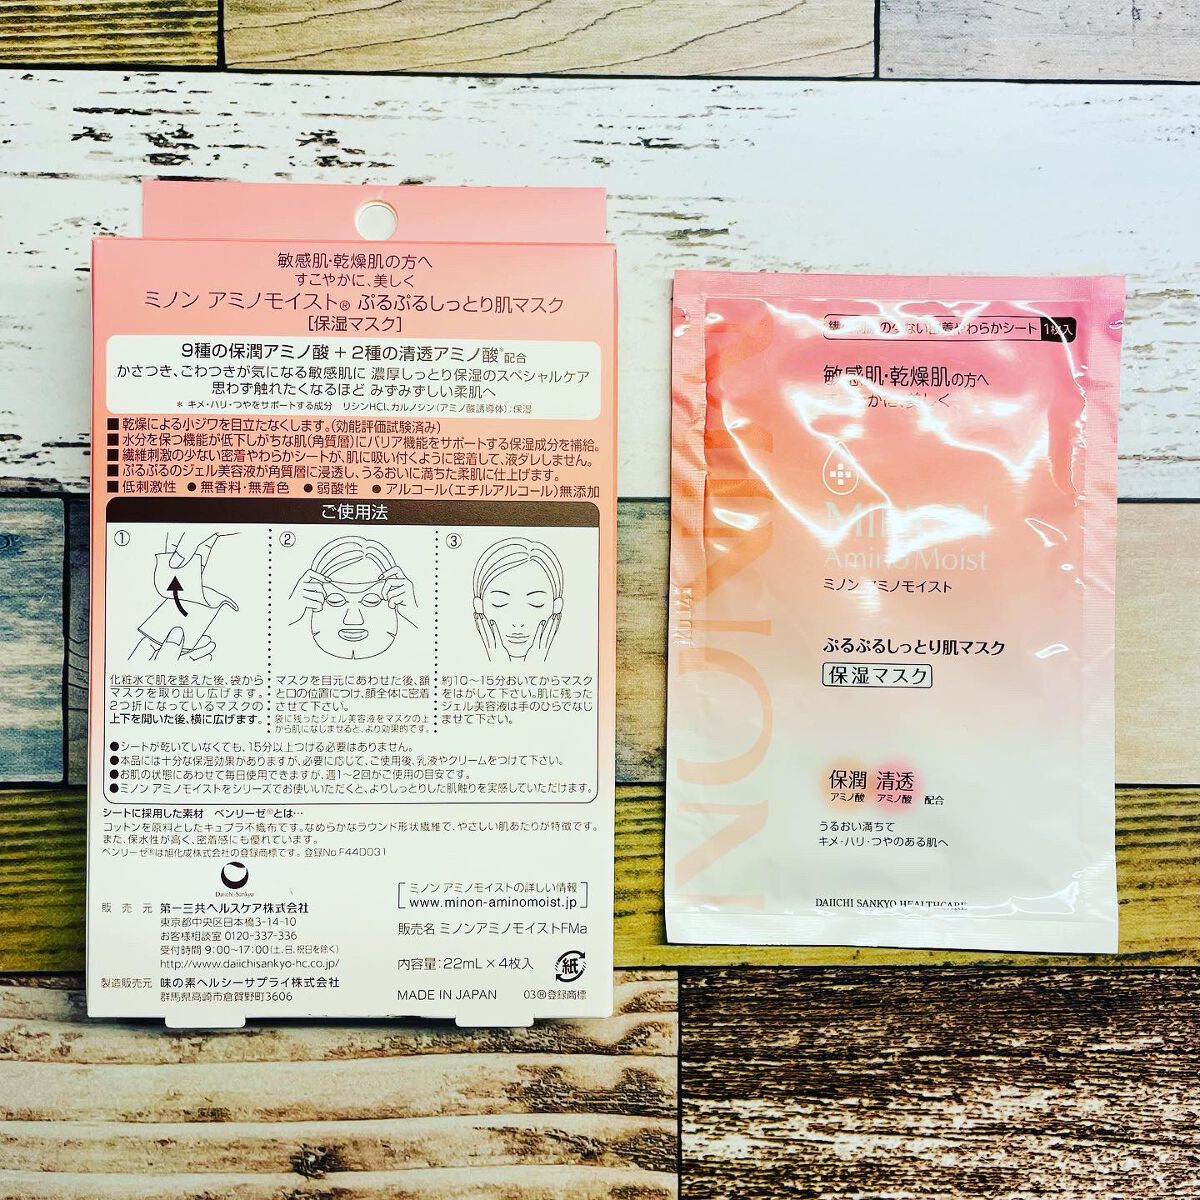 敏感肌・乾燥肌の方へ
すこやかに、美しく
ミノン アミノモイスト® ぷるぷるしっとり肌マスク
[保湿マスク]
9種の保潤アミノ酸 + 2種の清透アミノ酸*配合
かさつき、ごわつきが気になる敏感肌に 濃厚しっとり保湿のスペシャルケア
思わず触れたくなるほど みずみずしい柔肌へ
* キメ・ハリ・つやをサポートする成分 リシンHCl、カルノシン(アミノ酸誘導体):保湿
■乾燥による小ジワを目立たなくします。(効能評価試験済み)
■水分を保つ機能が低下しがちな肌(角質層)にバリア機能をサポートする保湿成分を補給。
■繊維刺激の少ない密着やわらかシートが、肌に吸い付くように密着して、液ダレしません。
■ぷるぷるのジェル美容液が角質層に浸透し、うるおいに満ちた柔肌に仕上げます。
■低刺激性 ●無香料・無着色 ●弱酸性 ●アルコール(エチルアルコール)無添加
ご使用法
①
化粧水で肌を整えた後、袋から
マスクを取り出し広げます。
2つ折になっているマスクの
上下を開いた後、横に広げます。
②
マスクを目元にあわせた後、額
と口の位置につけ、顔全体に密着
させて下さい。
袋に残ったジェル美容液をマスクの上
から肌になじませると、より効果的です。
③
約10~15分おいてからマスク
をはがして下さい。肌に残った
ジェル美容液は手のひらでなじ
ませて下さい。
●シートが乾いていなくても、15分以上つける必要はありません。
●本品には十分な保湿効果がありますが、必要に応じて、ご使用後、乳液やクリームをつけて下さい。
●お肌の状態にあわせて毎日使用できますが、週1~2回がご使用の目安です。
●ミノン アミノモイストをシリーズでお使いいただくと、よりしっとりした肌触りを実感していただけます。
シートに採用した素材 ベンリーゼ®とは…
コットンを原料としたキュプラ不織布です。なめらかなラウンド形状繊維で、やさしい肌あたりが特徴です。
また、保水性が高く、密着感にも優れています。
ベンリーゼ®は旭化成株式会社の登録商標です。登録No.F44D031
Daiichi-Sankyo
販売元 第一三共ヘルスケア株式会社
東京都中央区日本橋3-14-10
お客様相談室 0120-337-336
受付時間 9:00~17:00(土、日、祝日を除く)
http://www.daiichisankyo-hc.co.jp/
製造販売元 味の素ヘルシーサプライ株式会社
群馬県高崎市倉賀野町3606
ミノン アミノモイストの詳しい情報
www.minon-aminomoist.jp
販売名 ミノンアミノモイストFMa
内容量:22mL×4枚入
紙
MADE IN JAPAN
03®登録商標
の少ない密着やわらかシート 1枚入
敏感肌・乾燥肌の方へ
すこやかに、美しく
MINON
Amino Moist
ミノン アミノモイスト
ぷるぷるしっとり肌マスク
保湿マスク
保潤 清透
アミノ酸 アミノ酸 配合
うるおい満ちて
キメ・ハリ・つやのある肌へ
DAIICHI SANKYO HEALTHCARE
MINON